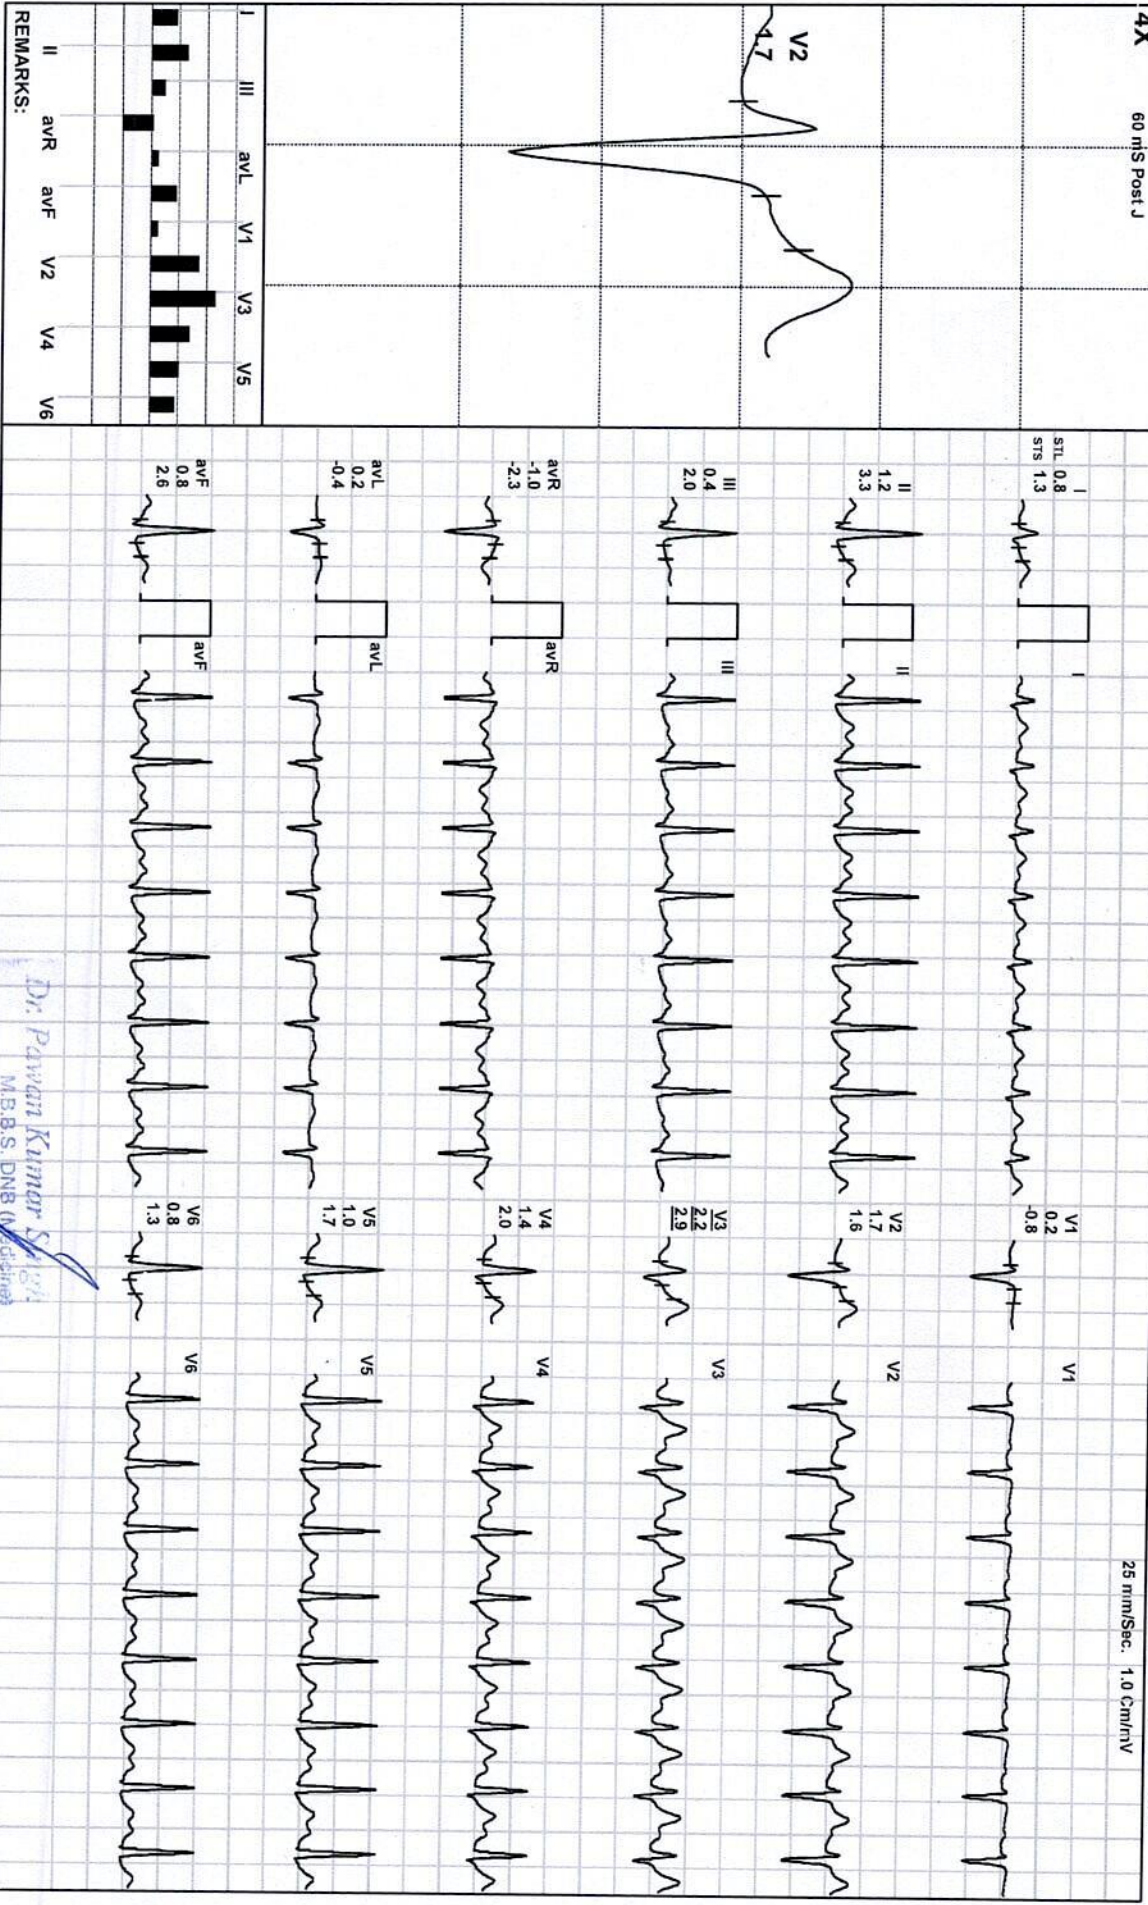 4X
60 mS Post J
25 mm/Sec. 1.0 Cm/mV
V2
1.7
I
STL 0.8
STS 1.3
I
V1
0.2
-0.8
V1
II
1.2
3.3
II
V2
1.7
1.6
V2
III
0.4
2.0
III
V3
2.2
2.9
V3
avR
-1.0
-2.3
avR
V4
1.4
2.0
V4
avL
0.2
-0.4
avL
V5
1.0
1.7
V5
avF
0.8
2.6
avF
V6
0.8
1.3
V6
I III avL V1 V3 V5
II avR avF V2 V4 V6
REMARKS:
Dr. Pawan Kumar Singh
M.B.B.S. DNB (Medicine)